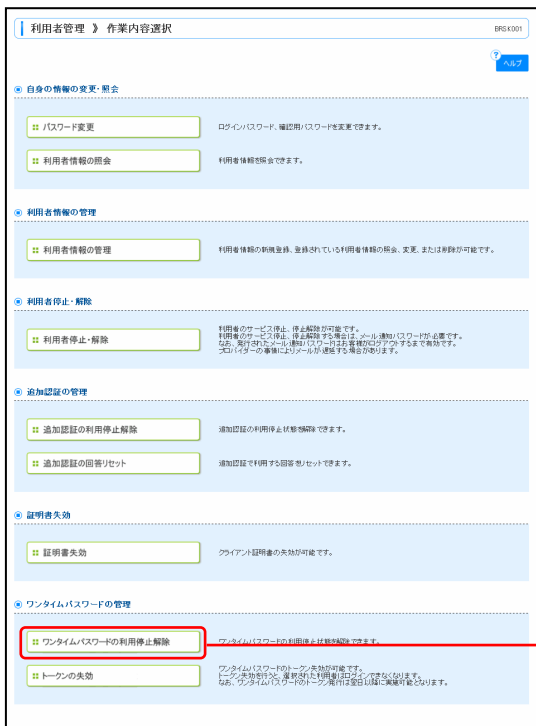 利用者管理 》 作業内容選択
BRSK001
?
ヘルプ
自身の情報の変更・照会
パスワード変更
ログインパスワード、確認用パスワードを変更できます。
利用者情報の照会
利用者情報を照会できます。
利用者情報の管理
利用者情報の管理
利用者情報の新規登録、登録されている利用者情報の照会、変更、または削除が可能です。
利用者停止・解除
利用者停止・解除
利用者のサービス停止、停止解除が可能です。
利用者のサービス停止、停止解除する場合は、メール通知パスワードが必要です。
なお、発行されたメール通知パスワードはお客様がログアウトするまで有効です。
プロバイダーの事情によりメールが遅延する場合があります。
追加認証の管理
追加認証の利用停止解除
追加認証の利用停止状態を解除できます。
追加認証の回答リセット
追加認証で利用する回答をリセットできます。
証明書失効
証明書失効
クライアント証明書の失効が可能です。
ワンタイムパスワードの管理
ワンタイムパスワードの利用停止解除
ワンタイムパスワードの利用停止状態を解除できます。
トークンの失効
ワンタイムパスワードのトークン失効が可能です。
トークン失効を行うと、選択された利用者はログインできなくなります。
なお、ワンタイムパスワードのトークン発行は翌日以降に実施可能となります。